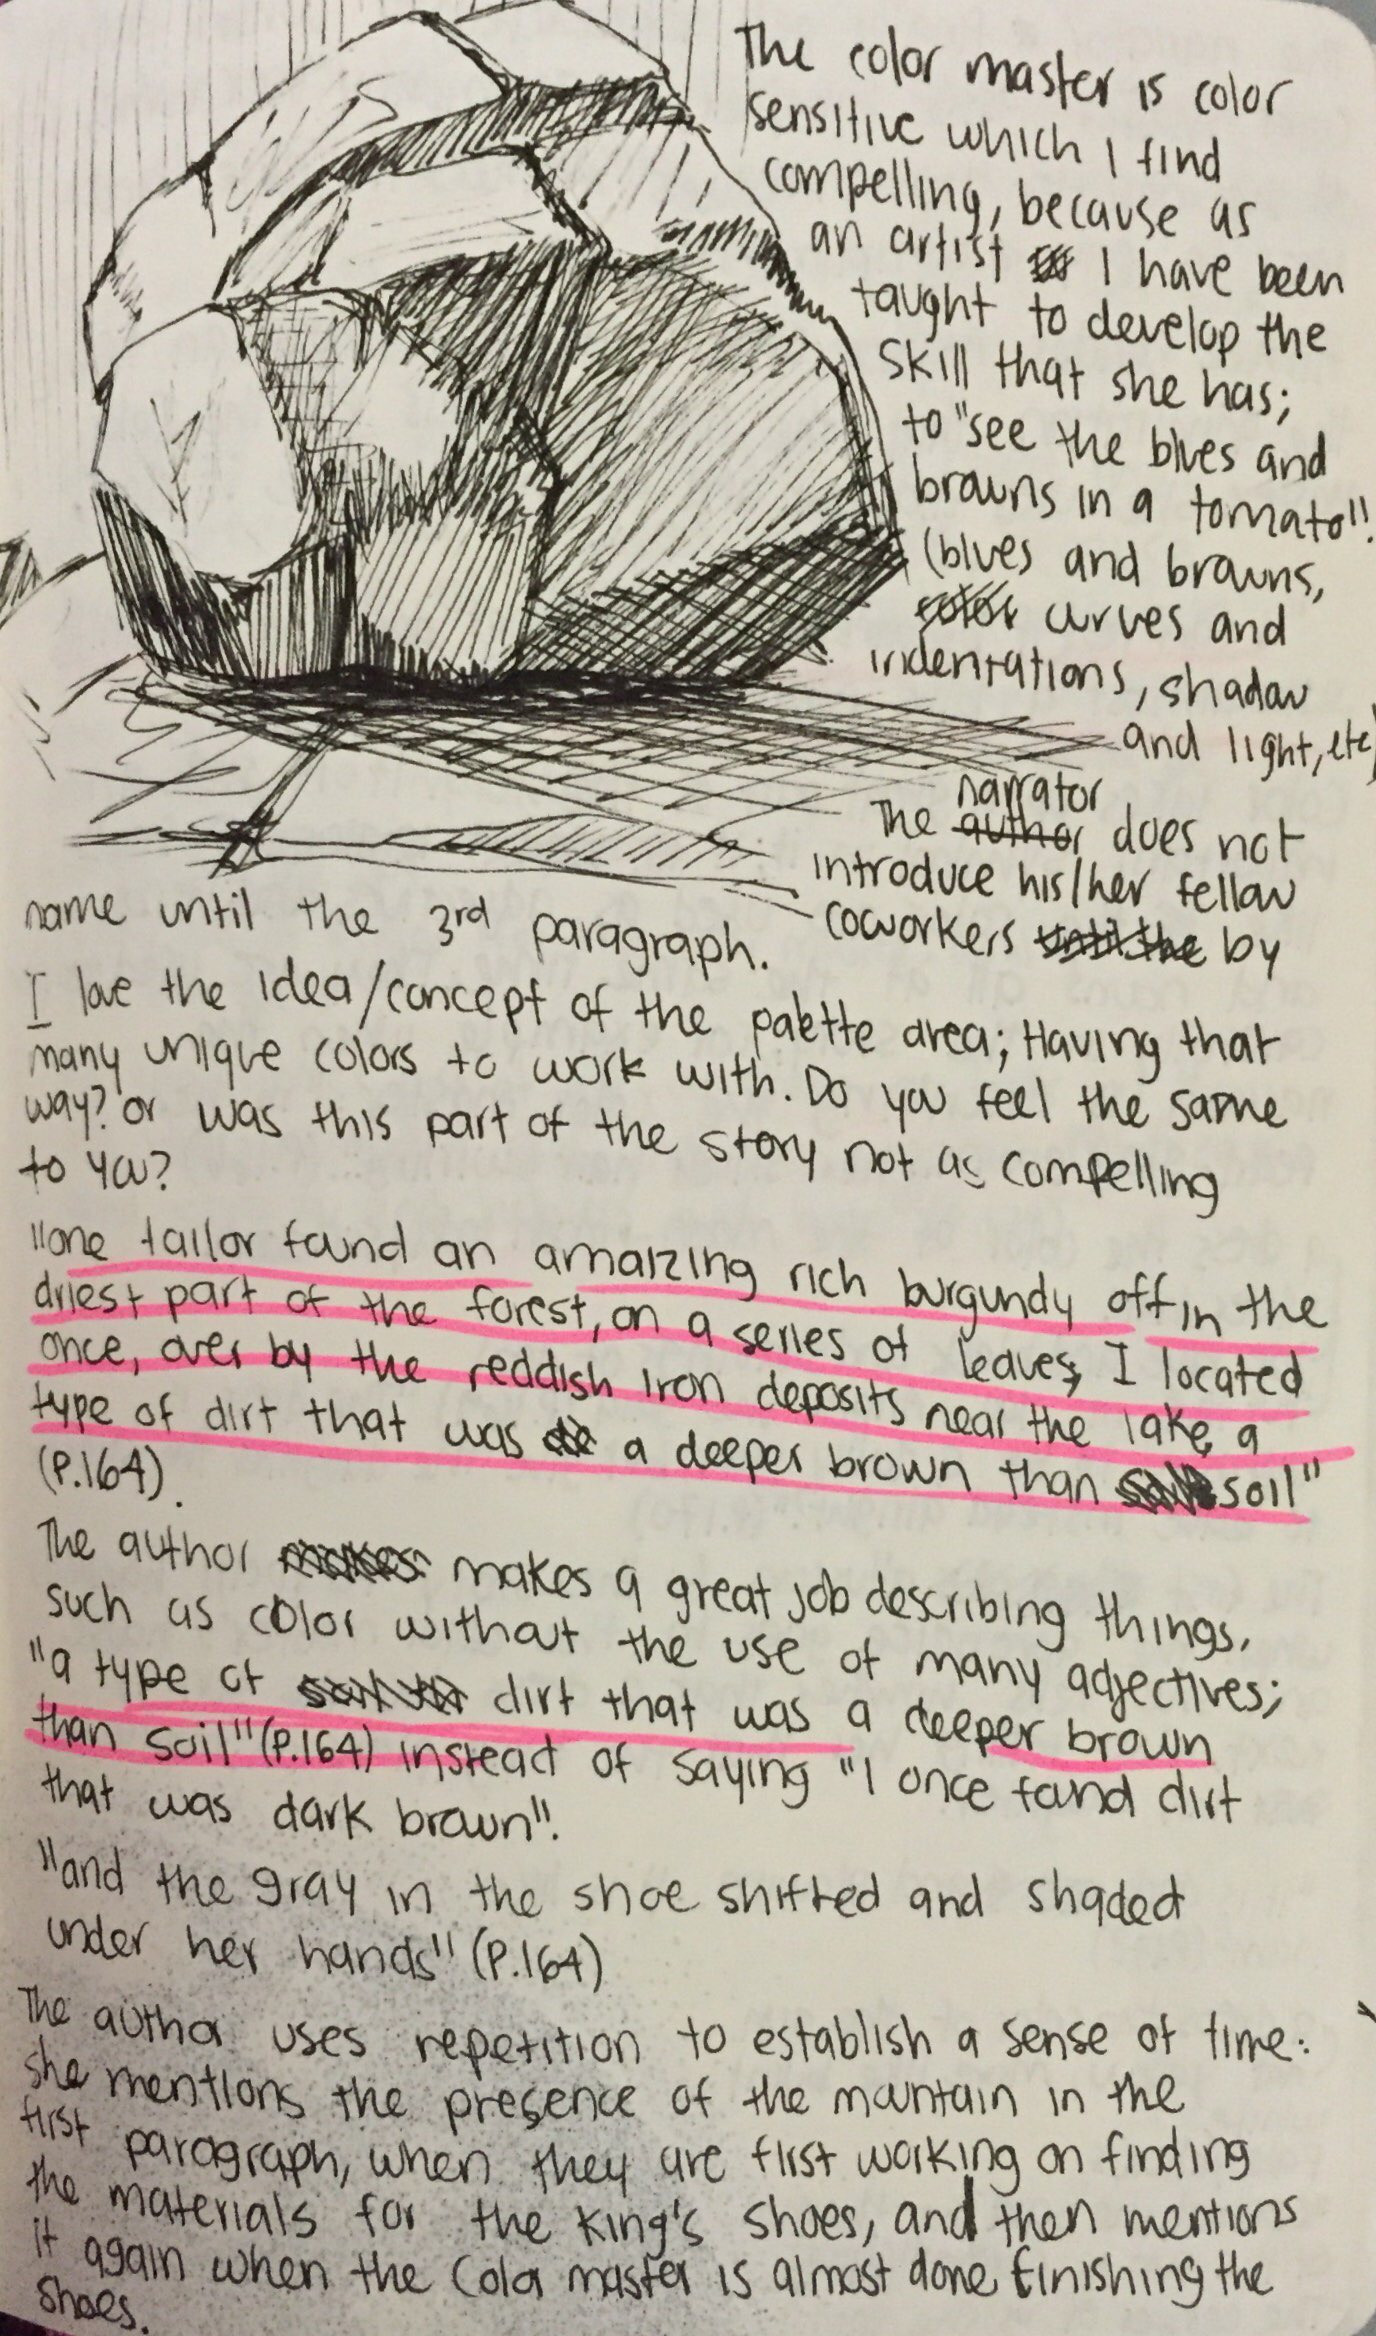 The color master is color
sensitive which I find
compelling, because as
an artist I have been
taught to develop the
skill that she has;
to "see the blues and
browns in a tomato".
(blues and browns,
color curves and
indentations, shadow
and light, etc)
narrator
The author does not
introduce his/her fellow
coworkers until the by
name until the 3rd paragraph.
I love the idea/concept of the palette area; Having that
many unique colors to work with. Do you feel the same
way? or was this part of the story not as compelling
to you?
"one tailor found an amaizing rich burgundy off in the
driest part of the forest, on a series of leaves, I located
once, over by the reddish iron deposits near the lake, a
type of dirt that was a deeper brown than soil"
(P.164).
The author makes makes a great job describing things,
such as color without the use of many adjectives;
"a type of dirt that was a deeper brown
than soil" (P.164) instead of saying "I once found dirt
that was dark brown".
"and the gray in the shoe shifted and shaded
under her hands" (P.164)
The author uses repetition to establish a sense of time:
she mentions the presence of the mountain in the
first paragraph, when they are first working on finding
the materials for the king's shoes, and then mentions
it again when the Color master is almost done finishing the
shoes.